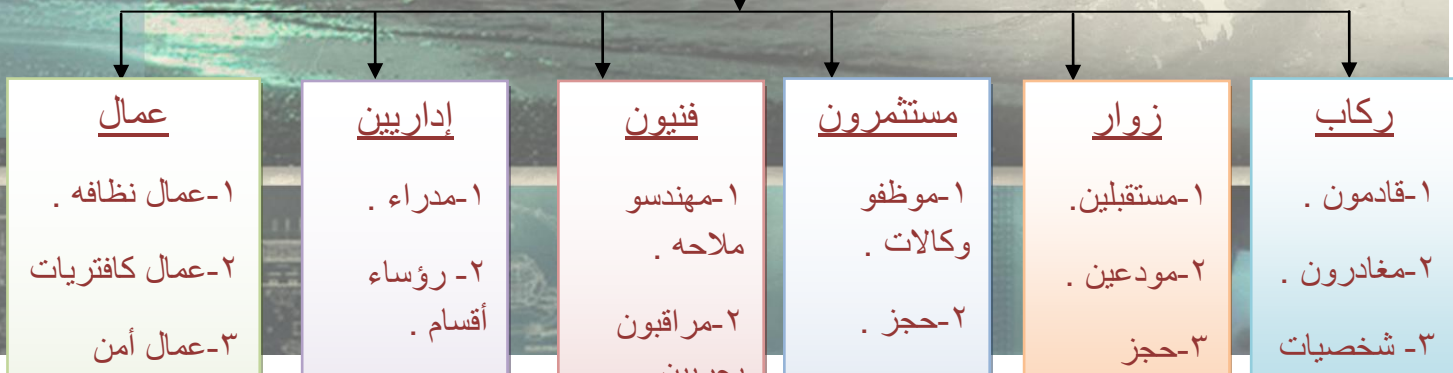 ركاب
١-قادمون .
٢-مغادرون .
٣- شخصيات
زوار
١-مستقبلين.
٢-مودعين .
٣-حجز
مستثمرون
١-موظفو
وكالات .
٢-حجز .
فنيون
١-مهندسو
ملاحه .
٢-مراقبون
إداريين
١-مدراء .
٢- رؤساء
أقسام .
عمال
١-عمال نظافه .
٢-عمال كافتريات
٣-عمال أمن